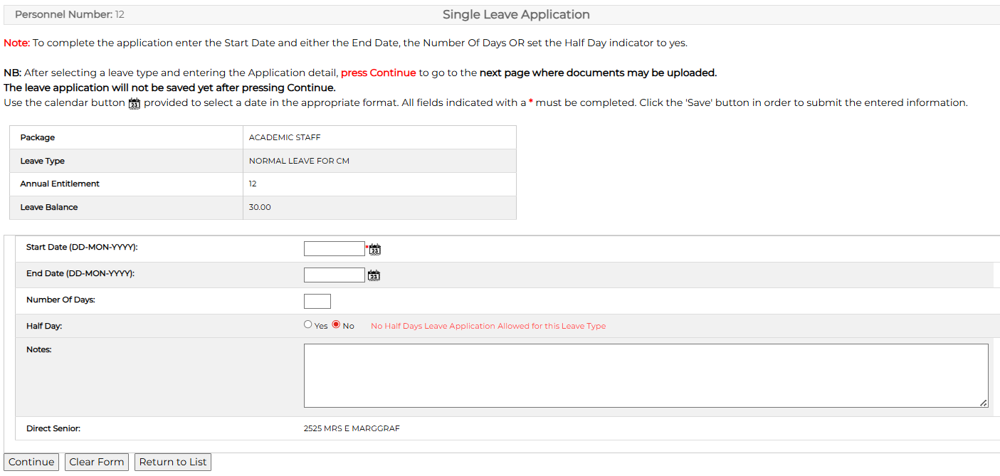 Personnel Number: 12 Single Leave Application
Note: To complete the application enter the Start Date and either the End Date, the Number Of Days OR set the Half Day indicator to yes.
NB: After selecting a leave type and entering the Application detail, press Continue to go to the next page where documents may be uploaded.
The leave application will not be saved yet after pressing Continue.
Use the calendar button 23 provided to select a date in the appropriate format. All fields indicated with a * must be completed. Click the 'Save' button in order to submit the entered information.
Package ACADEMIC STAFF
Leave Type NORMAL LEAVE FOR CM
Annual Entitlement 12
Leave Balance 30.00
Start Date (DD-MON-YYYY): * 23
End Date (DD-MON-YYYY): 23
Number Of Days:
Half Day: Yes No No Half Days Leave Application Allowed for this Leave Type
Notes:
Direct Senior: 2525 MRS E MARGGRAF
Continue Clear Form Return to List